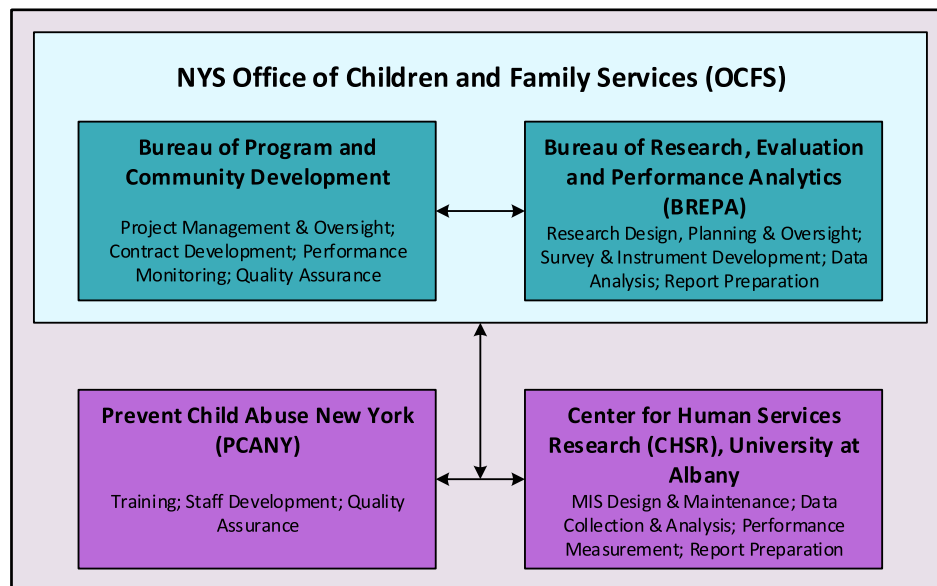 NYS Office of Children and Family Services (OCFS)
Bureau of Program and
Community Development
Project Management & Oversight;
Contract Development; Performance
Monitoring; Quality Assurance
Bureau of Research, Evaluation
and Performance Analytics
(BREPA)
Research Design, Planning & Oversight;
Survey & Instrument Development; Data
Analysis; Report Preparation
Prevent Child Abuse New York
(PCANY)
Training; Staff Development; Quality
Assurance
Center for Human Services
Research (CHSR), University at
Albany
MIS Design & Maintenance; Data
Collection & Analysis; Performance
Measurement; Report Preparation